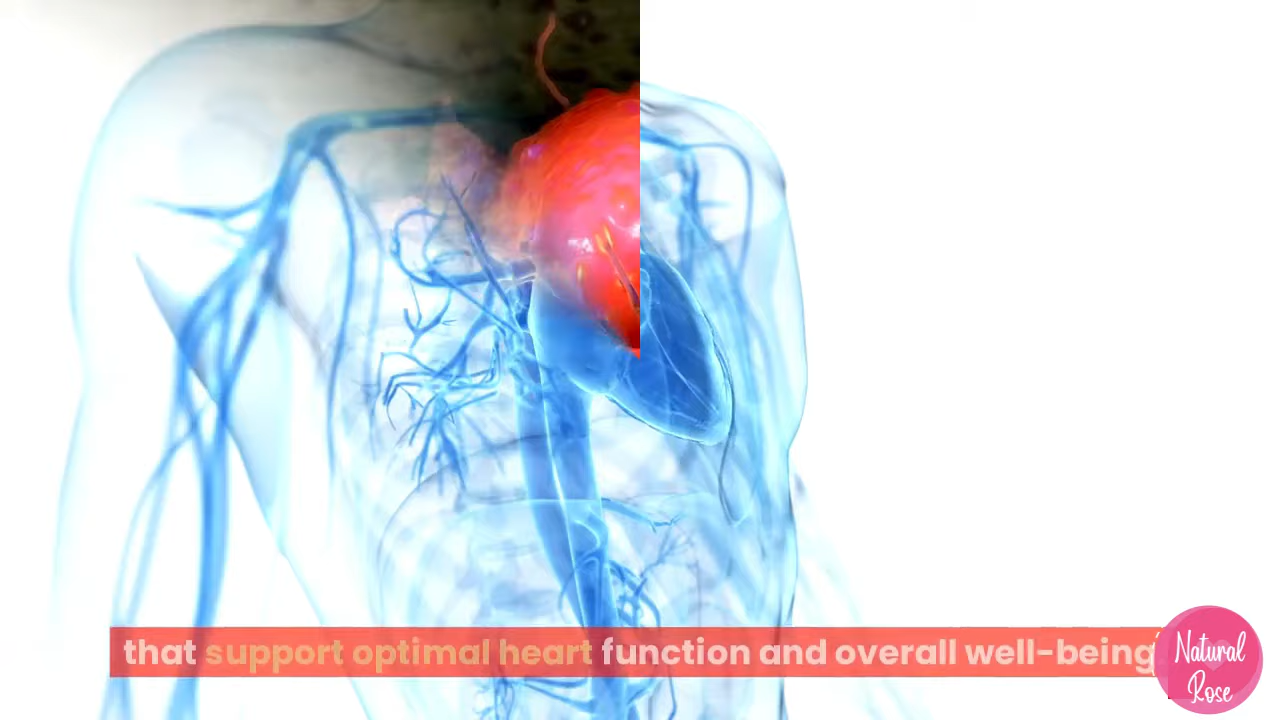 that support optimal heart function and overall well-being
Natural
Rose